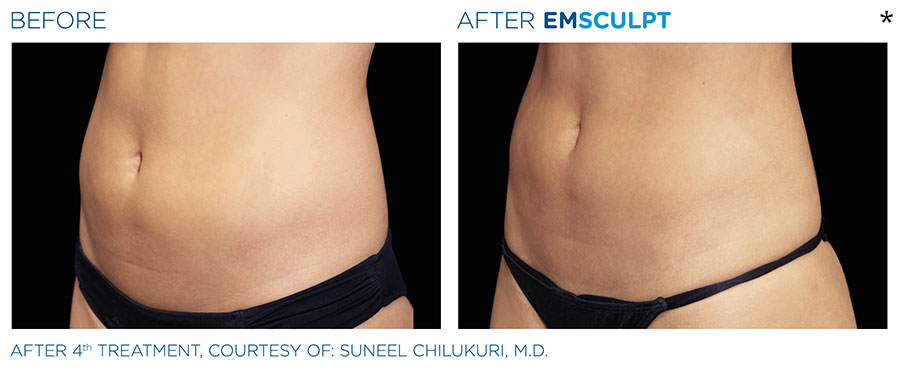 BEFORE
AFTER EMSCULPT *
AFTER 4th TREATMENT, COURTESY OF: SUNEEL CHILUKURI, M.D.